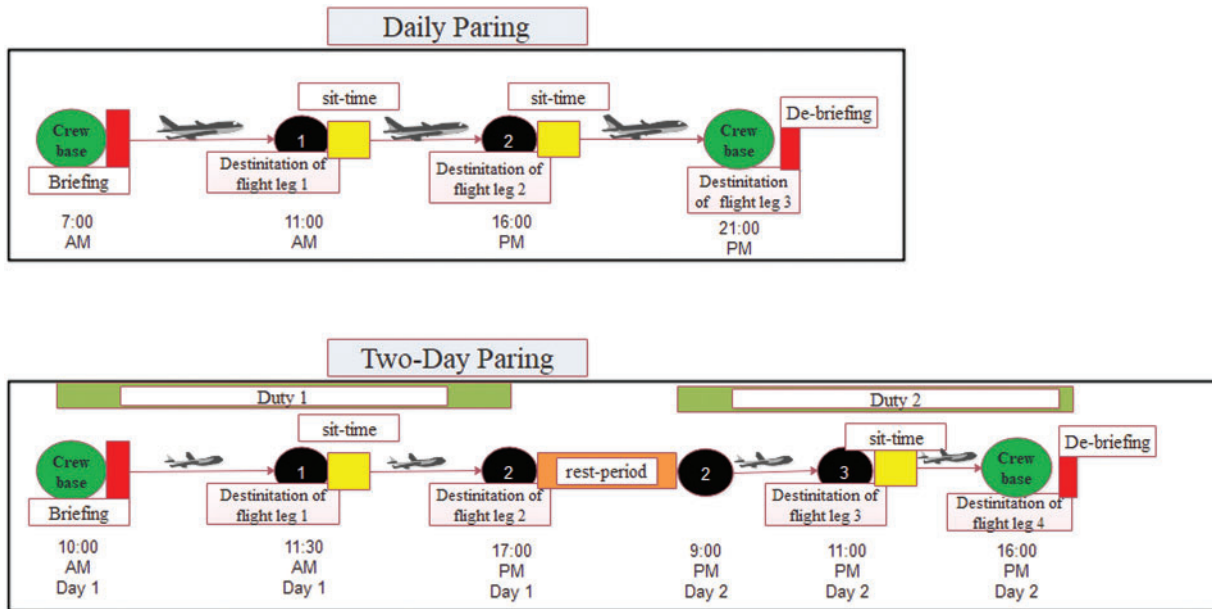 Daily Paring
sit-time
sit-time
De-briefing
Crew
base
1
2
Crew
base
Briefing
Destinitation of
flight leg 1
Destinitation of
flight leg 2
Destinitation
of flight leg 3
7:00
AM
11:00
AM
16:00
PM
21:00
PM
Two-Day Paring
Duty 1
Duty 2
sit-time
sit-time
De-briefing
Crew
base
1
2
rest-period
2
3
Crew
base
Briefing
Destinitation of
flight leg 1
Destinitation of
flight leg 2
Destinitation of
flight leg 3
Destinitation of
flight leg 4
10:00
AM
Day 1
11:30
AM
Day 1
17:00
PM
Day 1
9:00
PM
Day 2
11:00
PM
Day 2
16:00
PM
Day 2